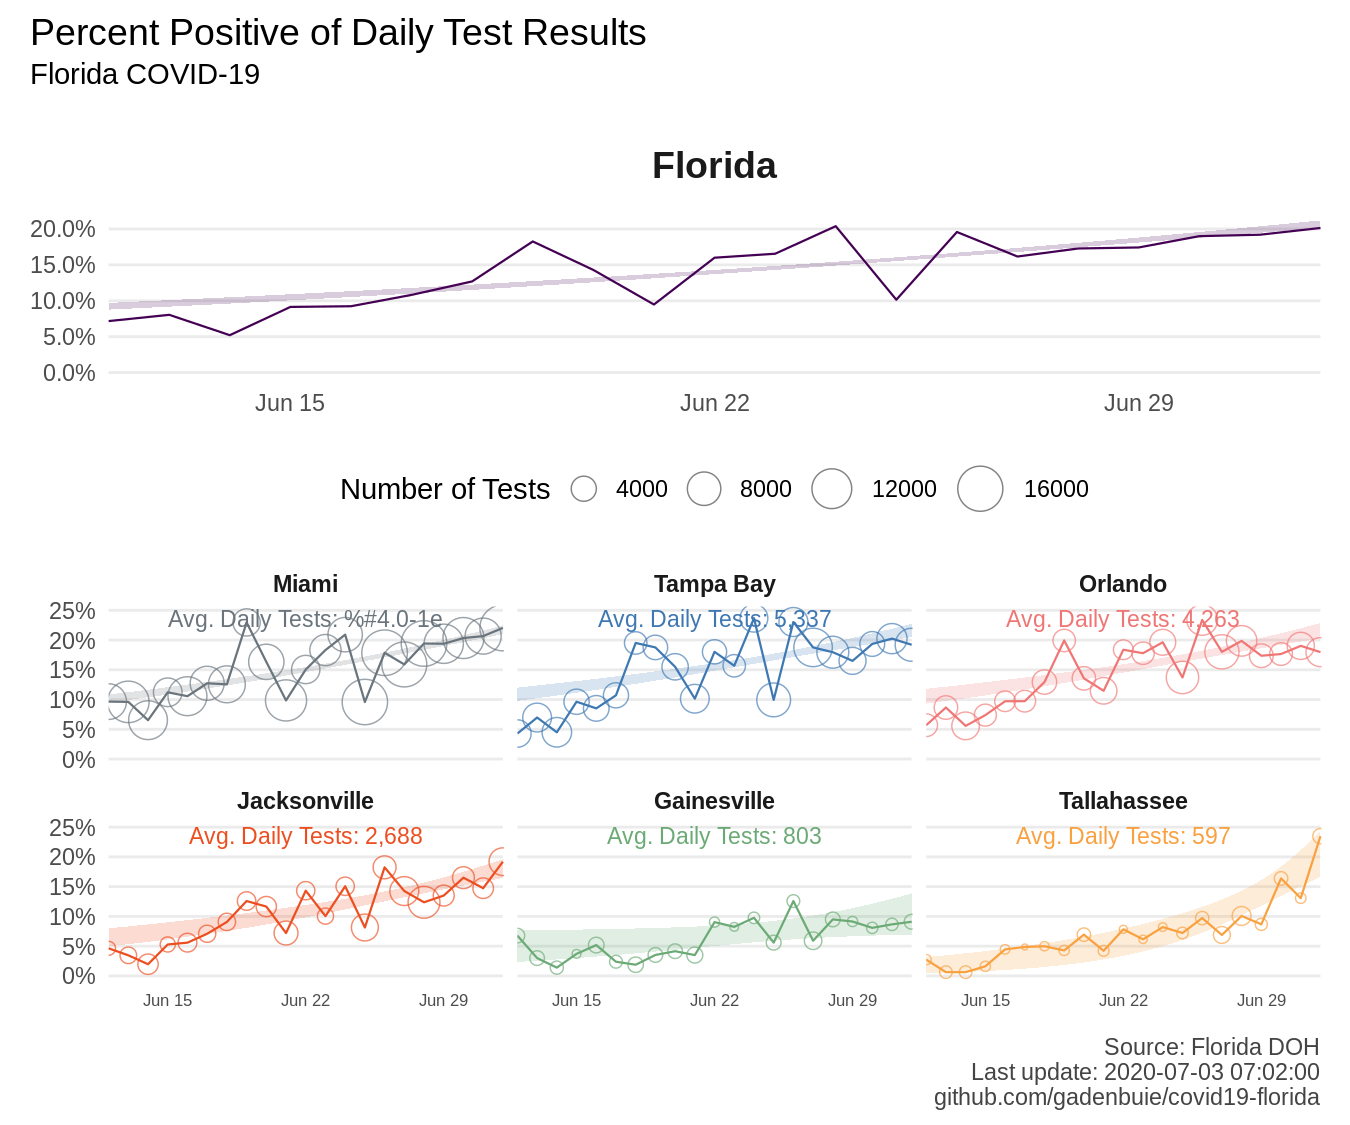 Percent Positive of Daily Test Results
Florida COVID-19
Florida
20.0%
15.0%
10.0%
5.0%
0.0%
Jun 15 Jun 22 Jun 29
Number of Tests 4000 8000 12000 16000
Miami Tampa Bay Orlando
Avg. Daily Tests: %#4.0-1e Avg. Daily Tests: 5,337 Avg. Daily Tests: 4,263
25%
20%
15%
10%
5%
0%
Jacksonville Gainesville Tallahassee
Avg. Daily Tests: 2,688 Avg. Daily Tests: 803 Avg. Daily Tests: 597
25%
20%
15%
10%
5%
0%
Jun 15 Jun 22 Jun 29 Jun 15 Jun 22 Jun 29 Jun 15 Jun 22 Jun 29
Source: Florida DOH
Last update: 2020-07-03 07:02:00
github.com/gadenbuie/covid19-florida